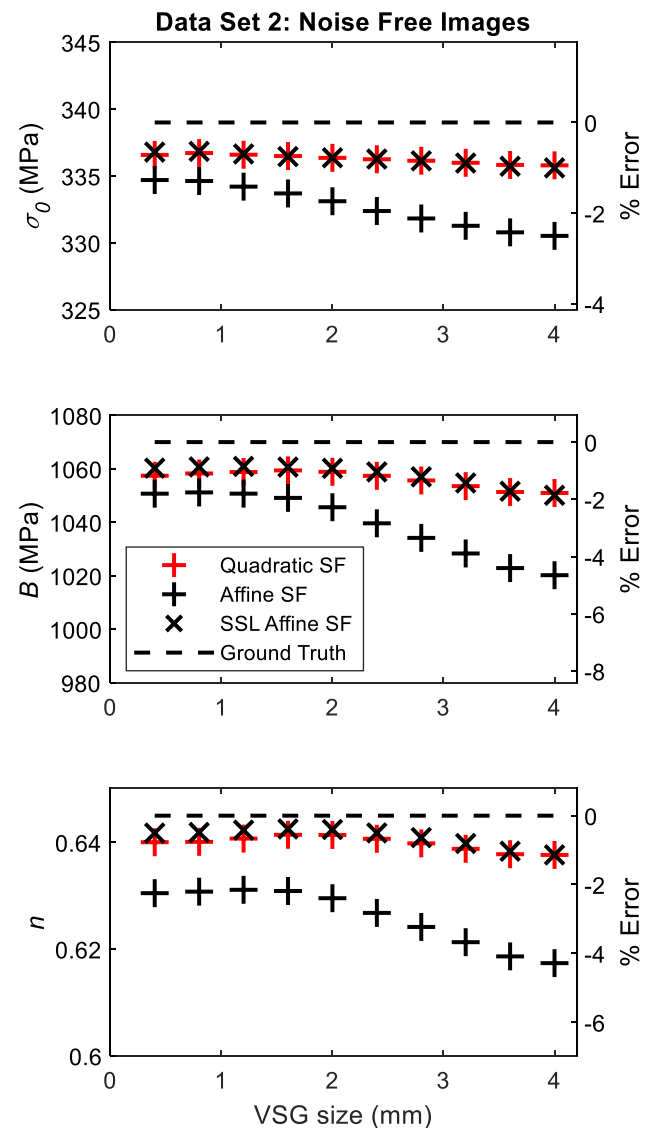 Data Set 2: Noise Free Images
345
340
335
330
325
σ0 (MPa)
0
-2
-4
% Error
0 1 2 3 4
1080
1060
1040
1020
1000
980
B (MPa)
0
-2
-4
-6
-8
% Error
Quadratic SF
Affine SF
SSL Affine SF
Ground Truth
0 1 2 3 4
0.64
0.62
0.6
n
0
-2
-4
-6
% Error
0 1 2 3 4
VSG size (mm)